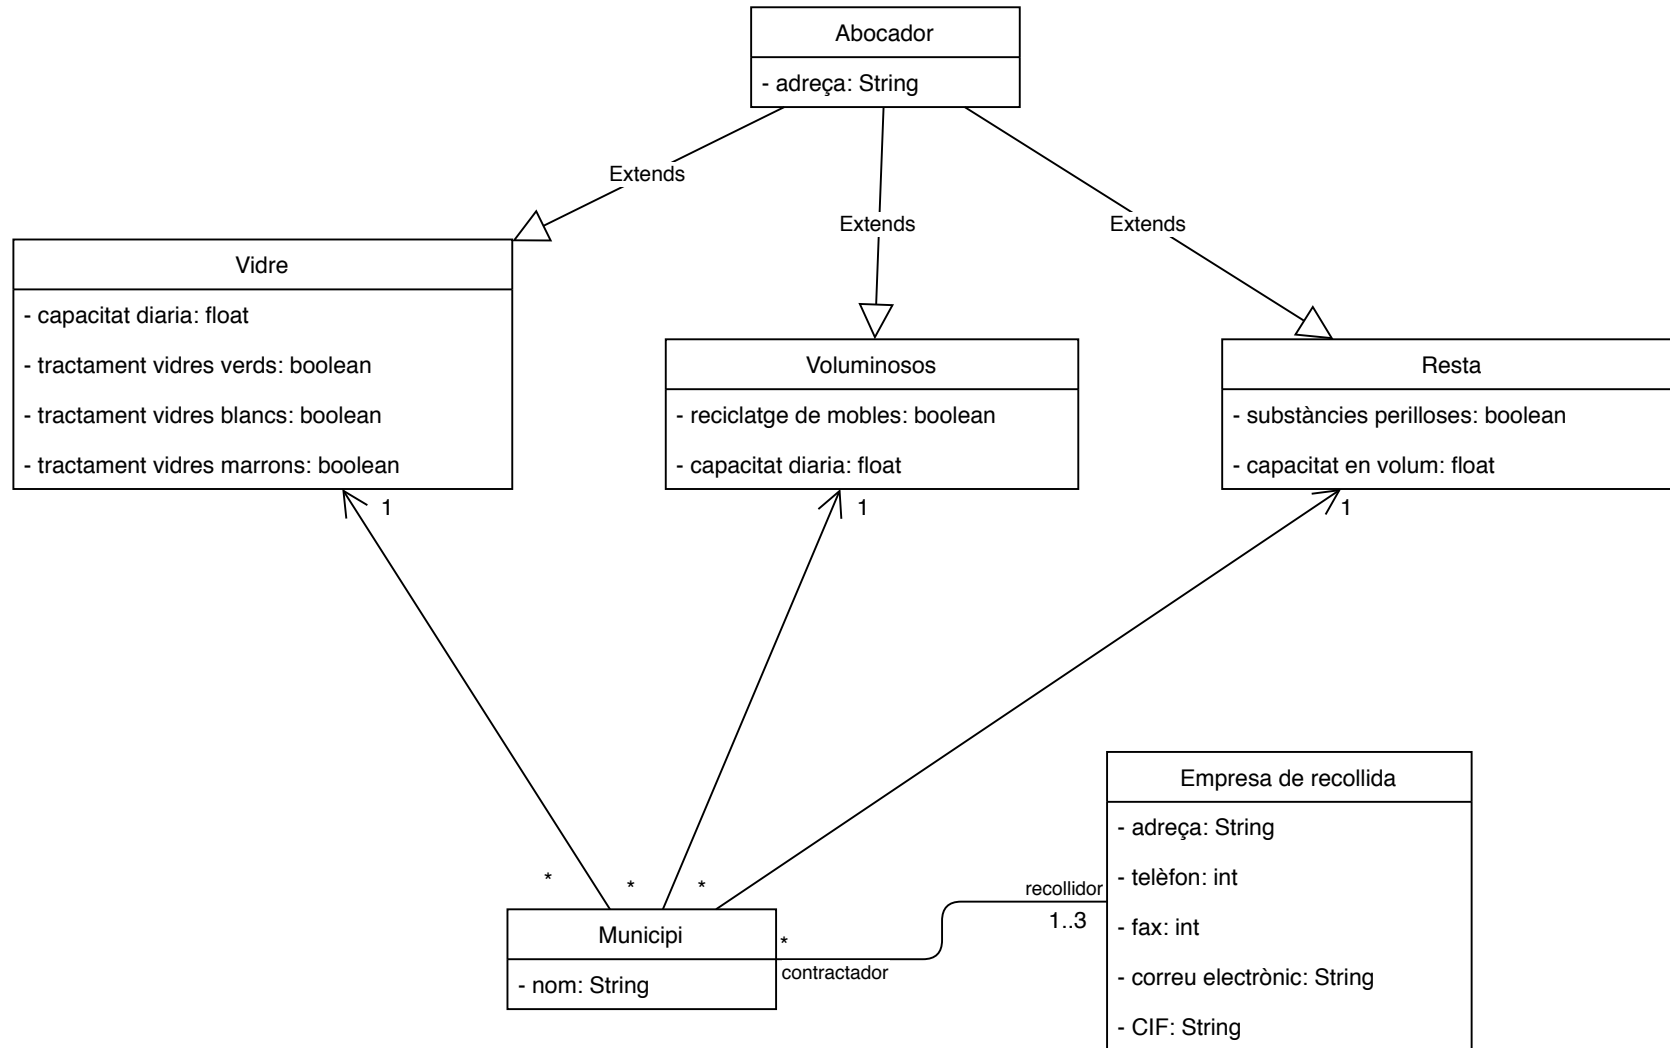 Abocador
- adreça: String
Extends
Extends
Extends
Vidre
- capacitat diaria: float
- tractament vidres verds: boolean
- tractament vidres blancs: boolean
- tractament vidres marrons: boolean
Voluminosos
- reciclatge de mobles: boolean
- capacitat diaria: float
Resta
- substàncies perilloses: boolean
- capacitat en volum: float
1
1
1
*
*
*
Municipi
- nom: String
*
contractador
recollidor
1..3
Empresa de recollida
- adreça: String
- telèfon: int
- fax: int
- correu electrònic: String
- CIF: String